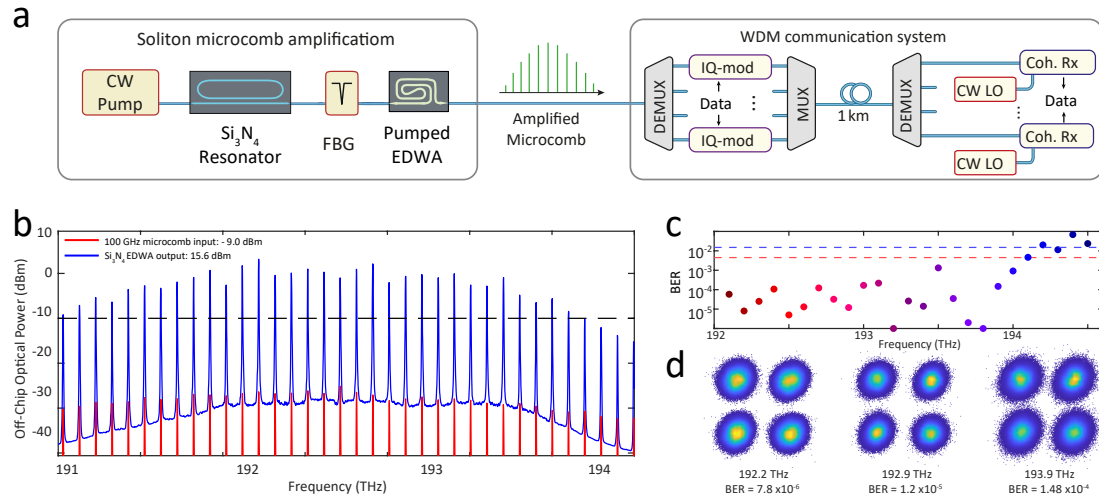 a
Soliton microcomb amplificatiom
CW
Pump
Si3N4
Resonator
FBG
Pumped
EDWA
Amplified
Microcomb
WDM communication system
DEMUX
IQ-mod
Data
IQ-mod
MUX
1 km
DEMUX
Coh. Rx
CW LO
Data
Coh. Rx
CW LO
b
100 GHz microcomb input: - 9.0 dBm
Si3N4 EDWA output: 15.6 dBm
Off-Chip Optical Power (dBm)
10
0
-10
-20
-30
-40
191
192
193
194
Frequency (THz)
c
BER
10-2
10-3
10-4
10-5
192
193
194
Frequency (THz)
d
192.2 THz
BER = 7.8 x10-6
192.9 THz
BER = 1.2 x10-5
193.9 THz
BER = 1.48 x10-4